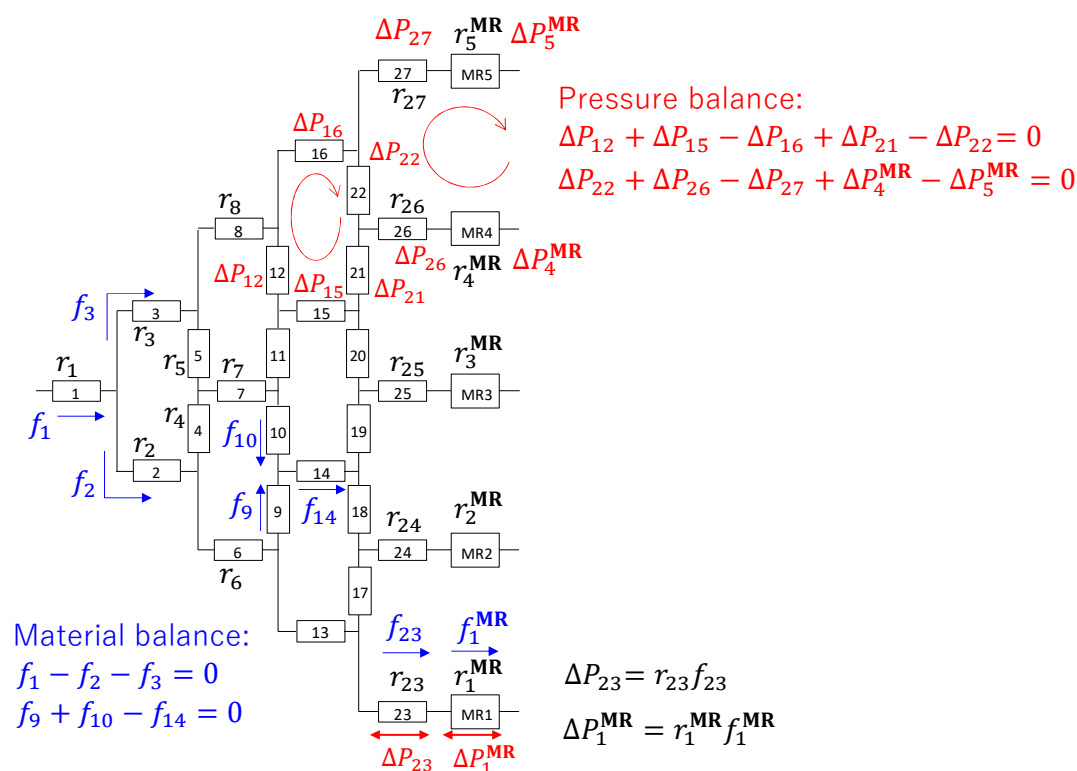 ΔP₂₇ r₅ᴹᴿ ΔP₅ᴹᴿ
27 MR5
r₂₇
Pressure balance:
ΔP₁₂ + ΔP₁₅ − ΔP₁₆ + ΔP₂₁ − ΔP₂₂ = 0
ΔP₂₂ + ΔP₂₆ − ΔP₂₇ + ΔP₄ᴹᴿ − ΔP₅ᴹᴿ = 0
ΔP₁₆
16
ΔP₂₂
22
r₈
8
r₂₆
26 MR4
ΔP₂₆ r₄ᴹᴿ ΔP₄ᴹᴿ
ΔP₁₂ 12
ΔP₁₅
21
ΔP₂₁
f₃
3
r₃
15
r₅ 5
r₇
7
11
20
r₂₅
25
r₃ᴹᴿ
MR3
r₁
1
f₁
r₄ 4
f₁₀ 10
19
r₂
2
f₂
14
f₁₄
f₉ 9
18
r₂₄
24
r₂ᴹᴿ
MR2
6
r₆
17
13
Material balance:
f₁ − f₂ − f₃ = 0
f₉ + f₁₀ − f₁₄ = 0
f₂₃ f₁ᴹᴿ
r₂₃ r₁ᴹᴿ
23 MR1
ΔP₂₃ ΔP₁ᴹᴿ
ΔP₂₃ = r₂₃f₂₃
ΔP₁ᴹᴿ = r₁ᴹᴿf₁ᴹᴿ